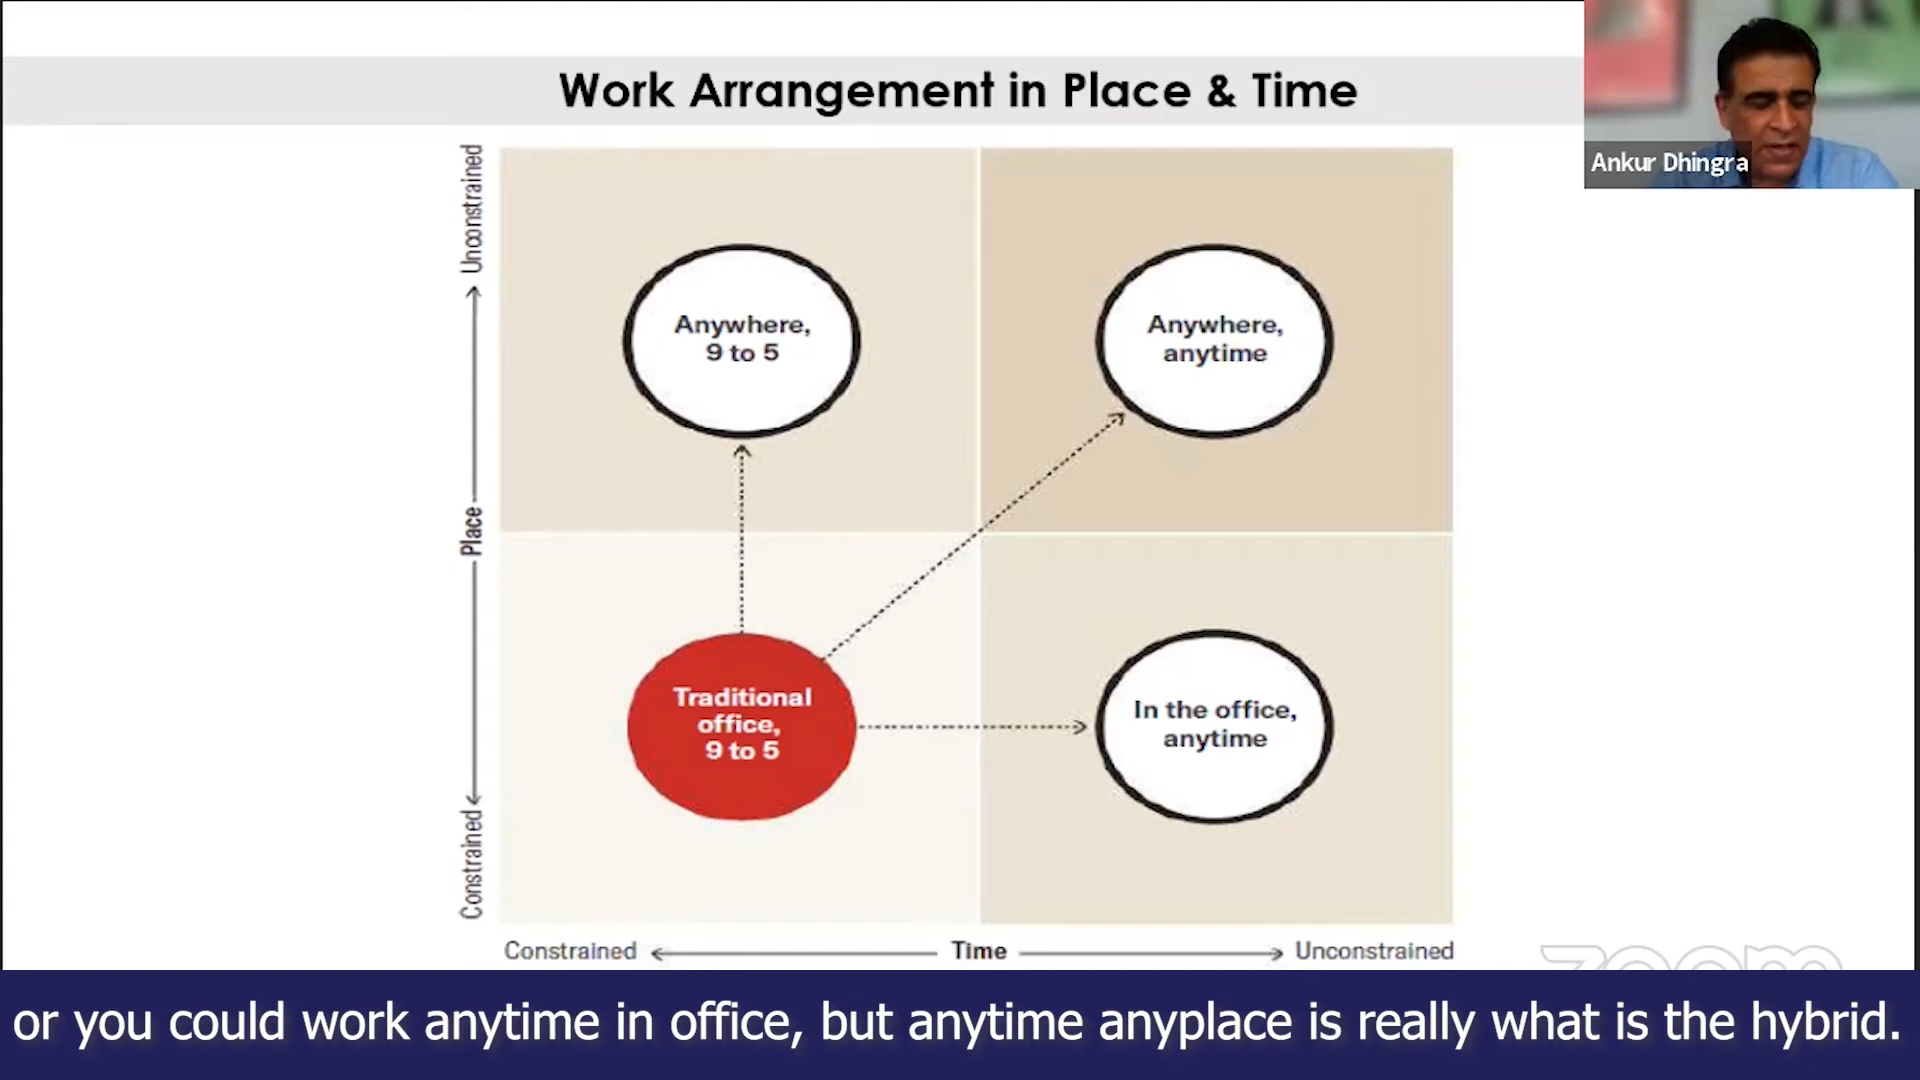 Work Arrangement in Place & Time
Ankur Dhingra
Unconstrained
Place
Constrained
Anywhere,
9 to 5
Anywhere,
anytime
Traditional
office,
9 to 5
In the office,
anytime
Constrained
Time
Unconstrained
zoom
or you could work anytime in office, but anytime anyplace is really what is the hybrid.